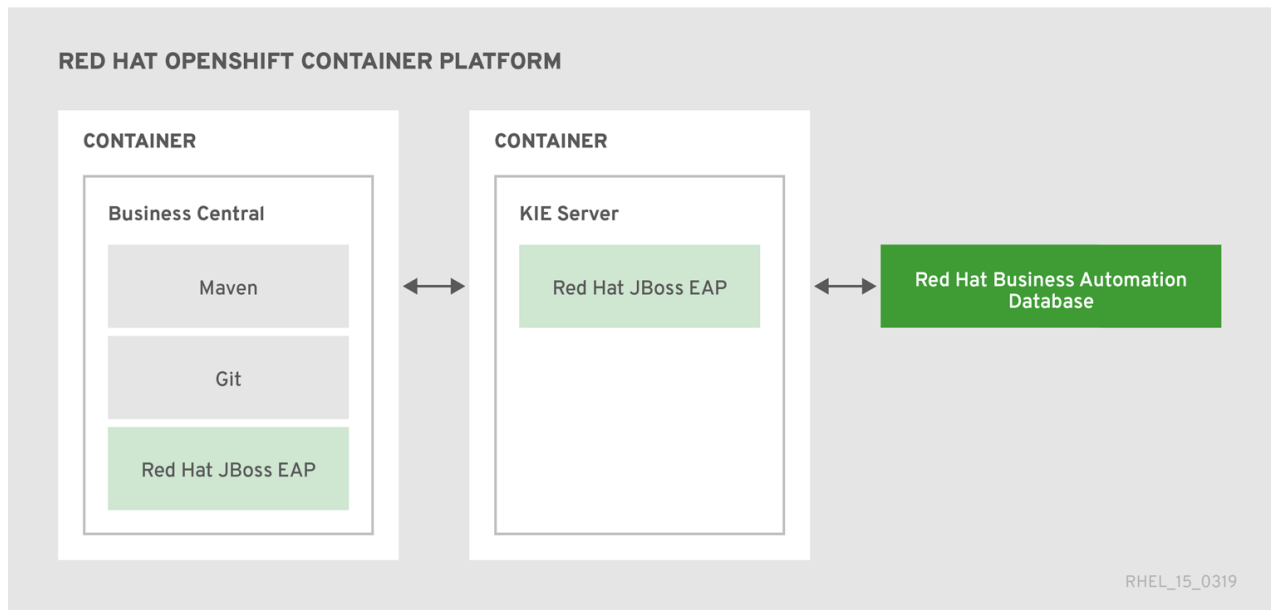 RED HAT OPENSHIFT CONTAINER PLATFORM
CONTAINER
Business Central
Maven
Git
Red Hat JBoss EAP
CONTAINER
KIE Server
Red Hat JBoss EAP
Red Hat Business Automation
Database
RHEL_15_0319